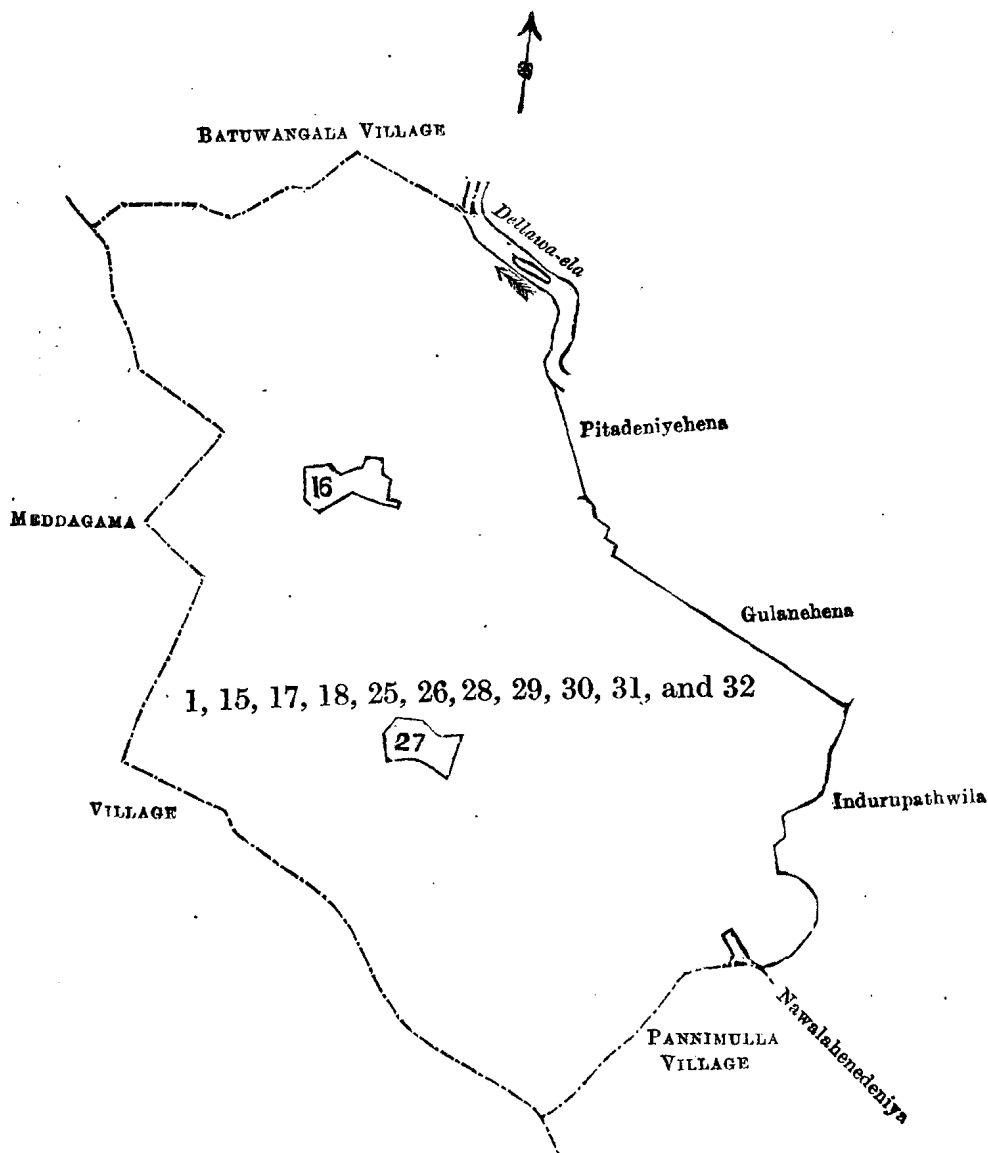 BATUWANGALA VILLAGE
Dellawa-ela
Pitadeniyehena
16
MEDDAGAMA
Gulanehena
1, 15, 17, 18, 25, 26, 28, 29, 30, 31, and 32
27
VILLAGE
Indurupathwila
Nawalahenedeniya
PANNIMULLA
VILLAGE